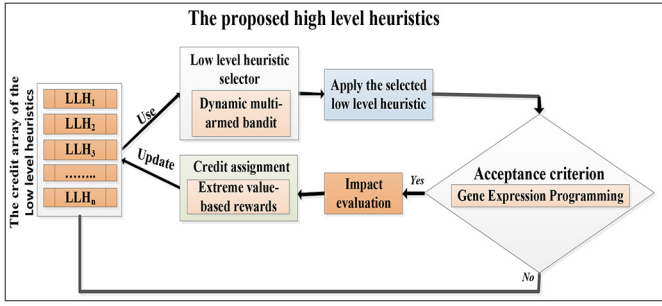 The proposed high level heuristics
The credit array of the
Low level heuristics
LLH1
LLH2
LLH3
........
LLHn
Use
Update
Low level heuristic
selector
Dynamic multi-
armed bandit
Apply the selected
low level heuristic
Credit assignment
Extreme value-
based rewards
Impact
evaluation
Yes
Acceptance criterion
Gene Expression Programming
No